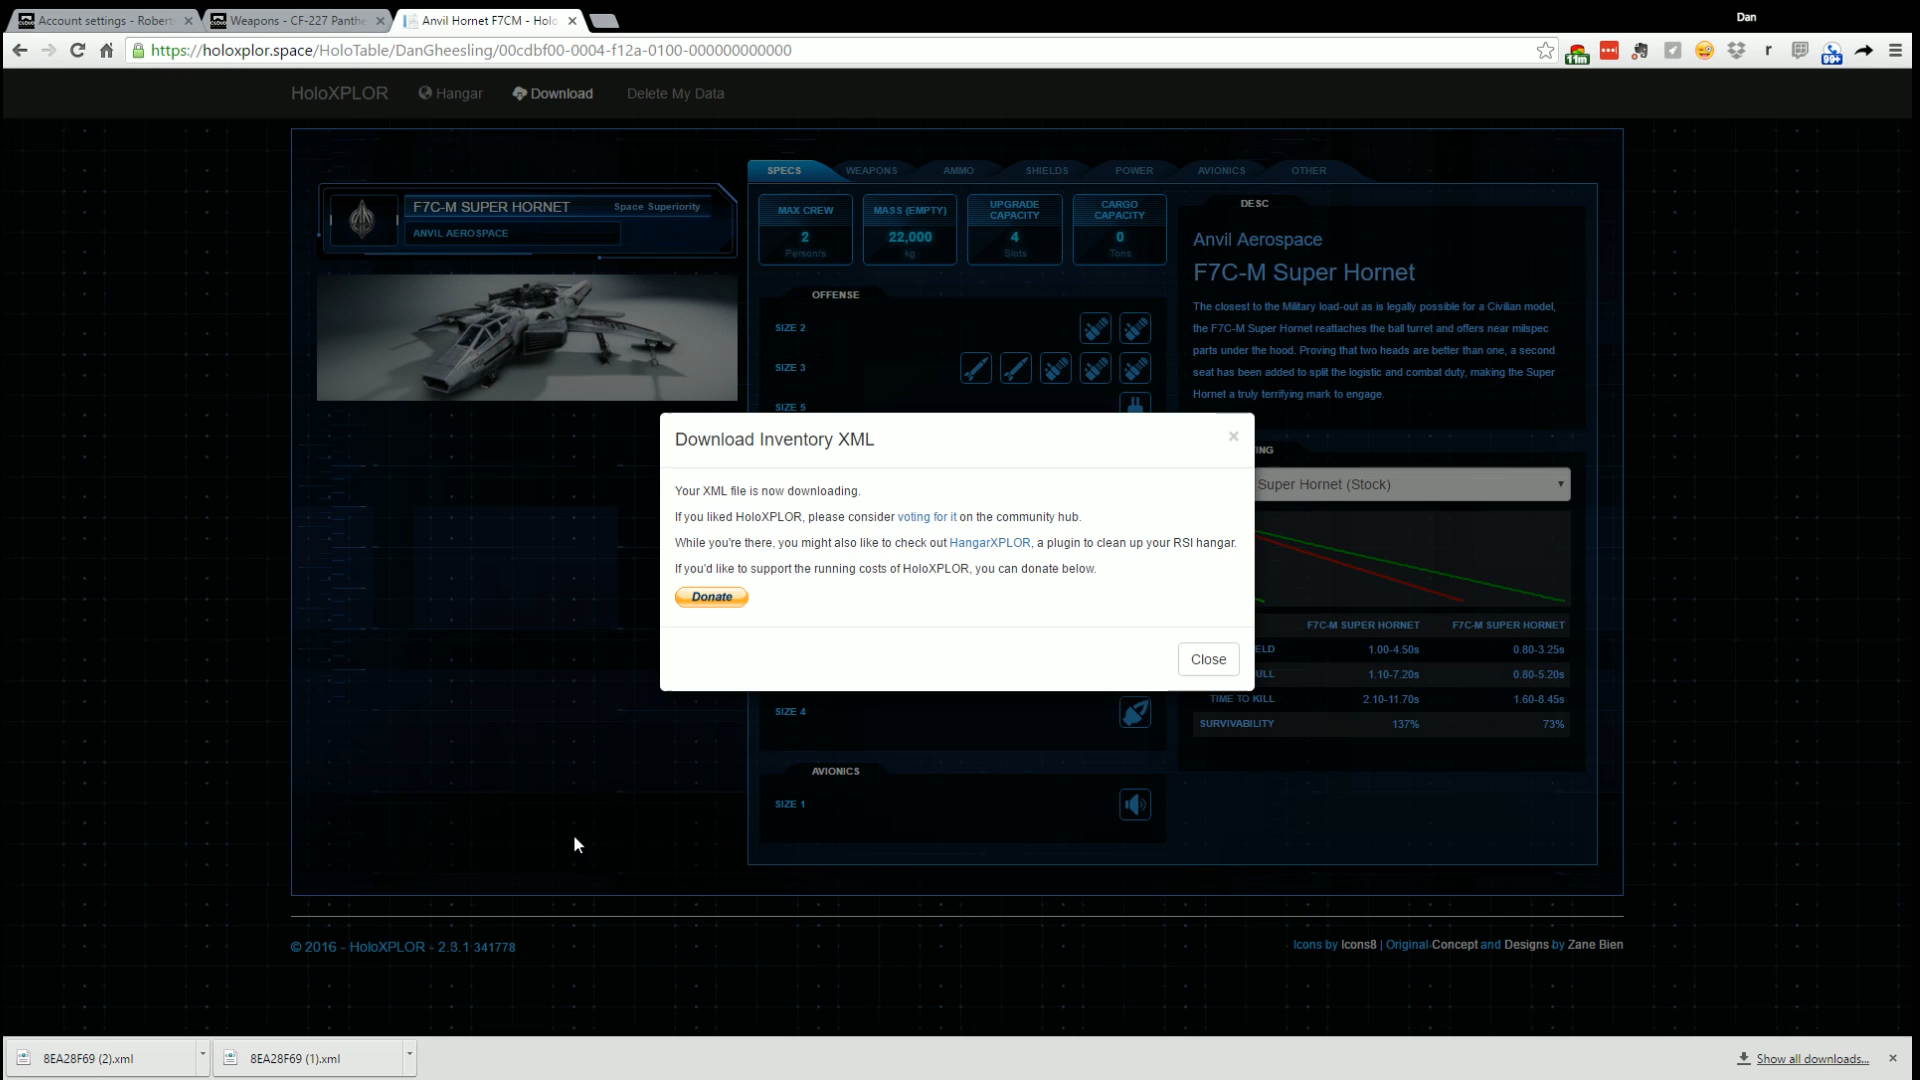 Account settings - Robert
Weapons - CF-227 Panthe
Anvil Hornet F7CM - Holo
Dan
https://holoxplor.space/HoloTable/DanGheesling/00cdbf00-0004-f12a-0100-000000000000
11m
r
99+
HoloXPLOR
Hangar
Download
Delete My Data
SPECS
WEAPONS
AMMO
SHIELDS
POWER
AVIONICS
OTHER
F7C-M SUPER HORNET
Space Superiority
ANVIL AEROSPACE
MAX CREW
2
Person/s
MASS (EMPTY)
22,000
kg
UPGRADE
CAPACITY
4
Slots
CARGO
CAPACITY
0
Tons
OFFENSE
SIZE 2
SIZE 3
SIZE 5
DESC
Anvil Aerospace
F7C-M Super Hornet
The closest to the Military load-out as is legally possible for a Civilian model,
the F7C-M Super Hornet reattaches the ball turret and offers near milspec
parts under the hood. Proving that two heads are better than one, a second
seat has been added to split the logistic and combat duty, making the Super
Hornet a truly terrifying mark to engage.
Download Inventory XML
×
Your XML file is now downloading.
If you liked HoloXPLOR, please consider voting for it on the community hub.
While you're there, you might also like to check out HangarXPLOR, a plugin to clean up your RSI hangar.
If you'd like to support the running costs of HoloXPLOR, you can donate below.
Donate
Close
ING
Super Hornet (Stock)
F7C-M SUPER HORNET
F7C-M SUPER HORNET
ELD
1.00-4.50s
0.80-3.25s
ULL
1.10-7.20s
0.80-5.20s
TIME TO KILL
2.10-11.70s
1.60-8.45s
SURVIVABILITY
137%
73%
SIZE 4
AVIONICS
SIZE 1
© 2016 - HoloXPLOR - 2.3.1 341778
Icons by Icons8 | Original Concept and Designs by Zane Bien
8EA28F69 (2).xml
8EA28F69 (1).xml
Show all downloads...